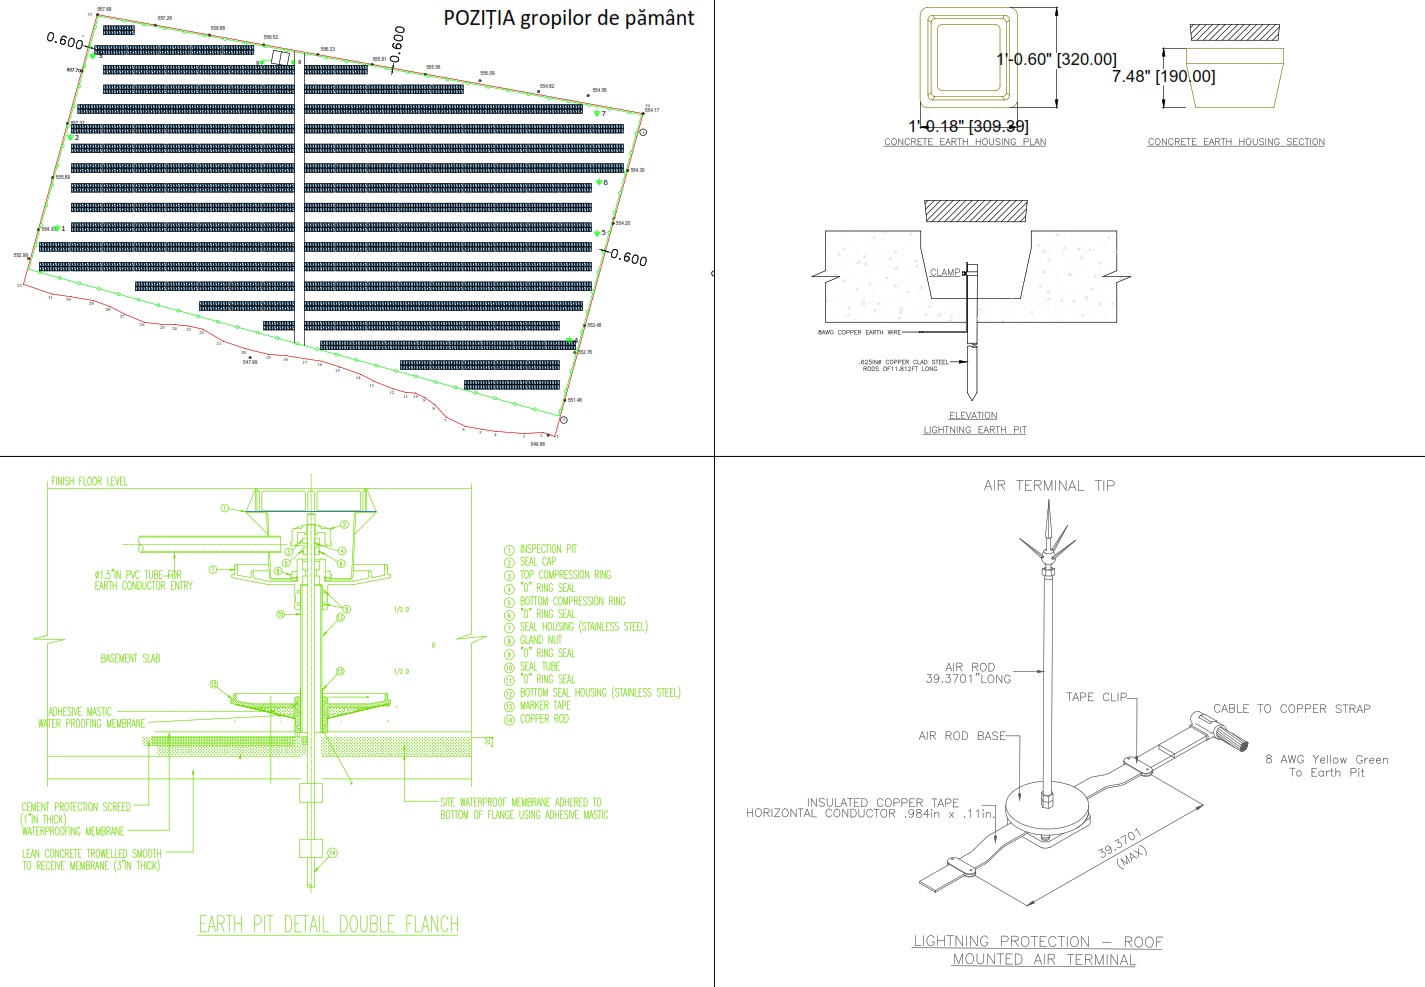 POZIȚIA gropilor de pământ
557.69
557.28
556.88
556.52
556.23
555.81
555.56
555.09
554.82
554.58
554.17
0.600
0.600
3
8
7
2
6
555.89
554.30
1
5
554.20
0.600
552.99
553.48
552.76
547.99
551.46
549.86
1'-0.60" [320.00]
1'-0.18" [309.39]
CONCRETE EARTH HOUSING PLAN
7.48" [190.00]
CONCRETE EARTH HOUSING SECTION
CLAMP
8AWG COPPER EARTH WIRE
.625INØ COPPER CLAD STEEL
RODS OF11.812FT LONG
ELEVATION
LIGHTNING EARTH PIT
FINISH FLOOR LEVEL
Ø1.5"IN PVC TUBE FOR
EARTH CONDUCTOR ENTRY
BASEMENT SLAB
1/2 D
D
1/2 D
ADHESIVE MASTIC
WATER PROOFING MEMBRANE
CEMENT PROTECTION SCREED
(1"IN THICK)
WATERPROOFING MEMBRANE
LEAN CONCRETE TROWELLED SMOOTH
TO RECEIVE MEMBRANE (3"IN THICK)
SITE WATERPROOF MEMBRANE ADHERED TO
BOTTOM OF FLANGE USING ADHESIVE MASTIC
1 INSPECTION PIT
2 SEAL CAP
3 TOP COMPRESSION RING
4 "O" RING SEAL
5 BOTTOM COMPRESSION RING
6 "O" RING SEAL
7 SEAL HOUSING (STAINLESS STEEL)
8 GLAND NUT
9 "O" RING SEAL
10 SEAL TUBE
11 "O" RING SEAL
12 BOTTOM SEAL HOUSING (STAINLESS STEEL)
13 MARKER TAPE
14 COPPER ROD
EARTH PIT DETAIL DOUBLE FLANCH
AIR TERMINAL TIP
AIR ROD
39.3701"LONG
TAPE CLIP
CABLE TO COPPER STRAP
AIR ROD BASE
8 AWG Yellow Green
To Earth Pit
INSULATED COPPER TAPE
HORIZONTAL CONDUCTOR .984in x .11in.
39.3701
(MAX)
LIGHTNING PROTECTION – ROOF
MOUNTED AIR TERMINAL